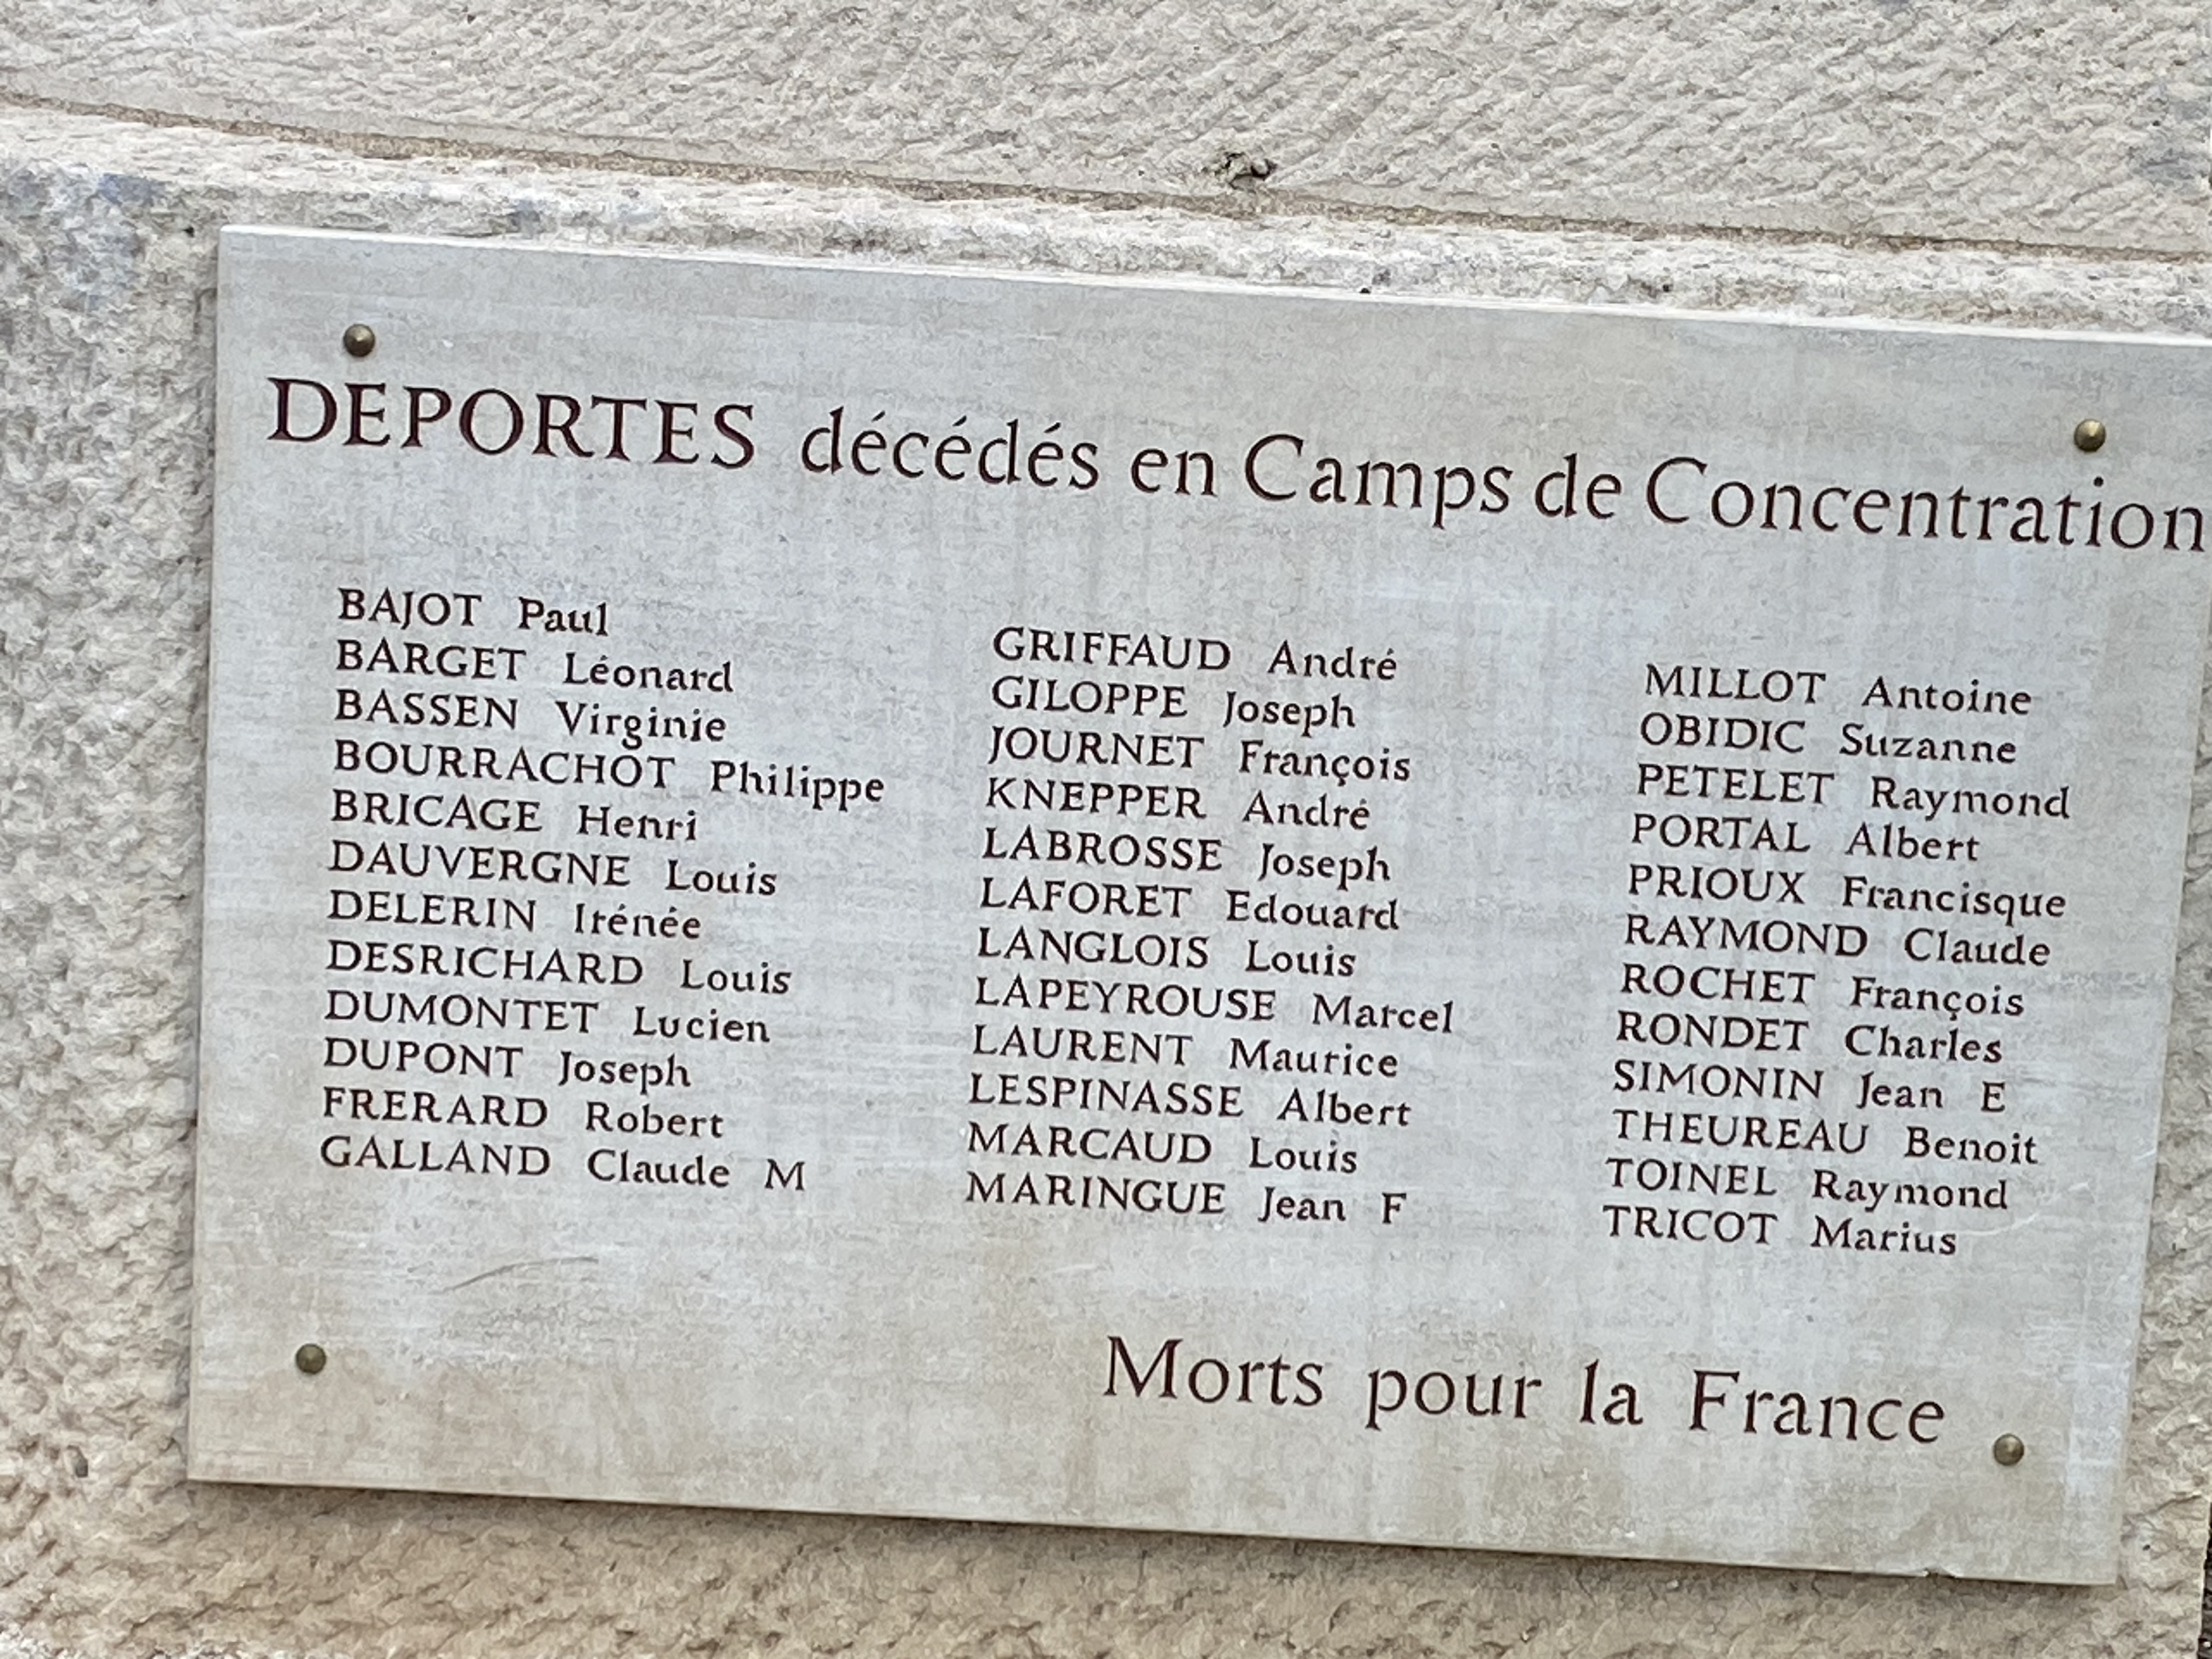 DEPORTES décédés en Camps de Concentration
BAJOT Paul
BARGET Léonard
BASSEN Virginie
BOURRACHOT Philippe
BRICAGE Henri
DAUVERGNE Louis
DELERIN Irénée
DESRICHARD Louis
DUMONTET Lucien
DUPONT Joseph
FRERARD Robert
GALLAND Claude M
GRIFFAUD André
GILOPPE Joseph
JOURNET François
KNEPPER André
LABROSSE Joseph
LAFORET Edouard
LANGLOIS Louis
LAPEYROUSE Marcel
LAURENT Maurice
LESPINASSE Albert
MARCAUD Louis
MARINGUE Jean F
MILLOT Antoine
OBIDIC Suzanne
PETELET Raymond
PORTAL Albert
PRIOUX Francisque
RAYMOND Claude
ROCHET François
RONDET Charles
SIMONIN Jean E
THEUREAU Benoit
TOINEL Raymond
TRICOT Marius
Morts pour la France